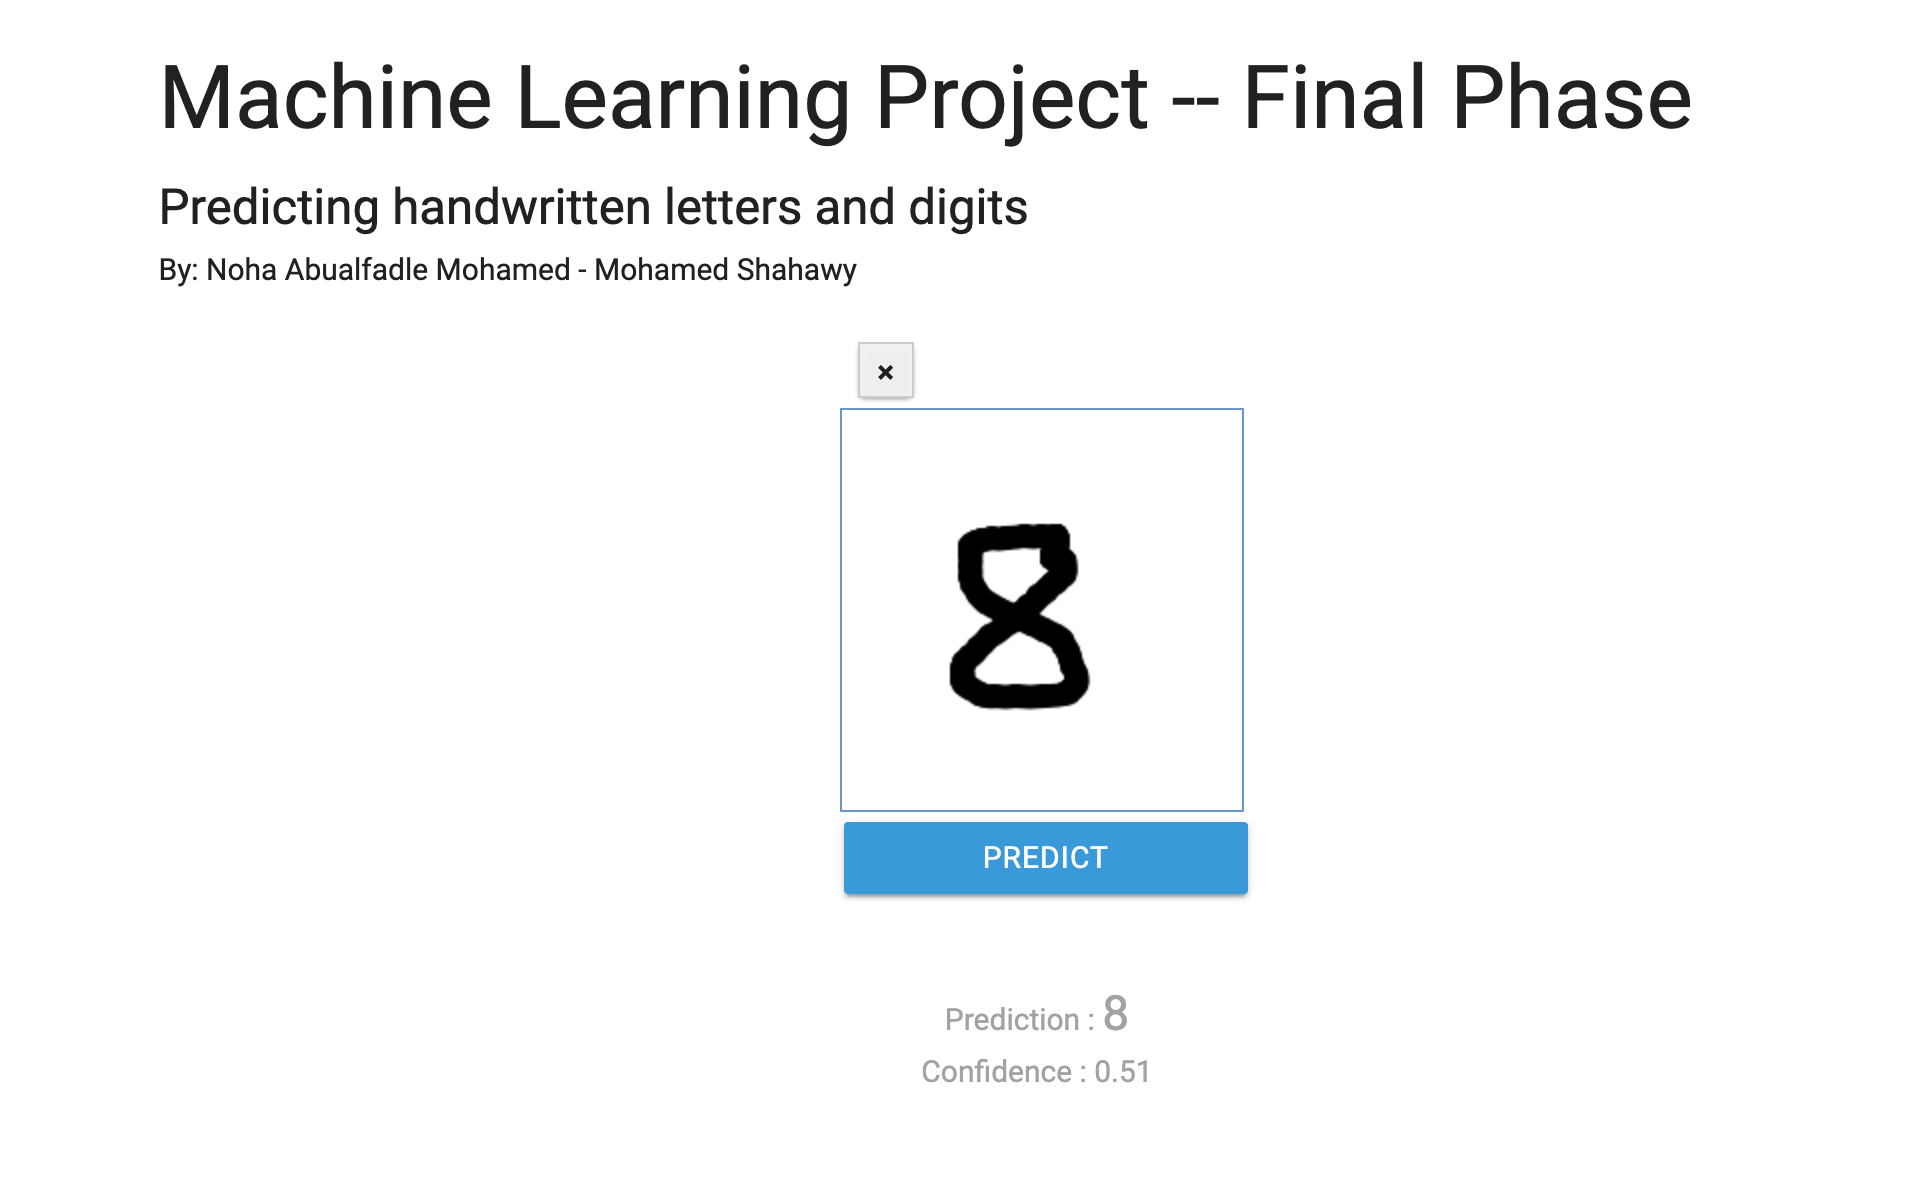 Machine Learning Project -- Final Phase
Predicting handwritten letters and digits
By: Noha Abualfadle Mohamed - Mohamed Shahawy
×
8
PREDICT
Prediction : 8
Confidence : 0.51